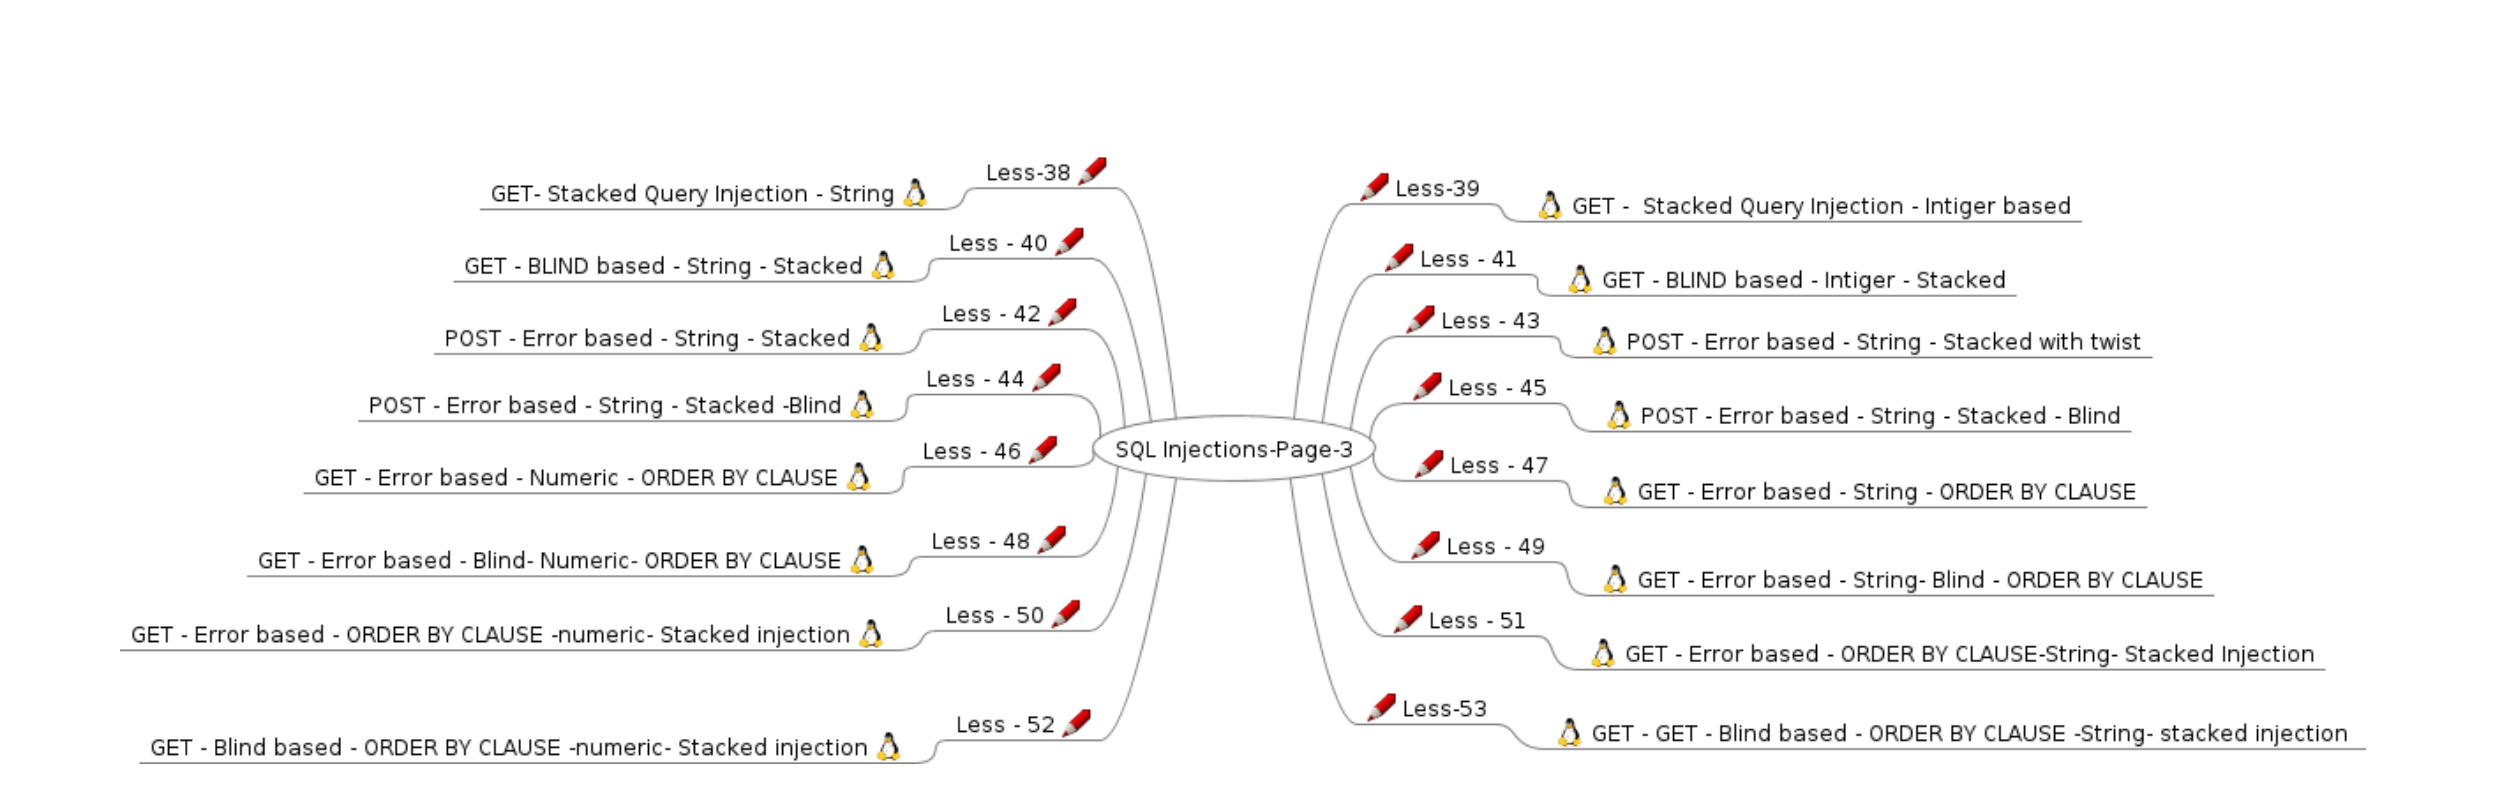 Less-38
GET- Stacked Query Injection - String
Less - 40
GET - BLIND based - String - Stacked
Less - 42
POST - Error based - String - Stacked
Less - 44
POST - Error based - String - Stacked -Blind
Less - 46
GET - Error based - Numeric - ORDER BY CLAUSE
Less - 48
GET - Error based - Blind- Numeric- ORDER BY CLAUSE
Less - 50
GET - Error based - ORDER BY CLAUSE -numeric- Stacked injection
Less - 52
GET - Blind based - ORDER BY CLAUSE -numeric- Stacked injection
SQL Injections-Page-3
Less-39
GET -  Stacked Query Injection - Intiger based
Less - 41
GET - BLIND based - Intiger - Stacked
Less - 43
POST - Error based - String - Stacked with twist
Less - 45
POST - Error based - String - Stacked - Blind
Less - 47
GET - Error based - String - ORDER BY CLAUSE
Less - 49
GET - Error based - String- Blind - ORDER BY CLAUSE
Less - 51
GET - Error based - ORDER BY CLAUSE-String- Stacked Injection
Less-53
GET - GET - Blind based - ORDER BY CLAUSE -String- stacked injection